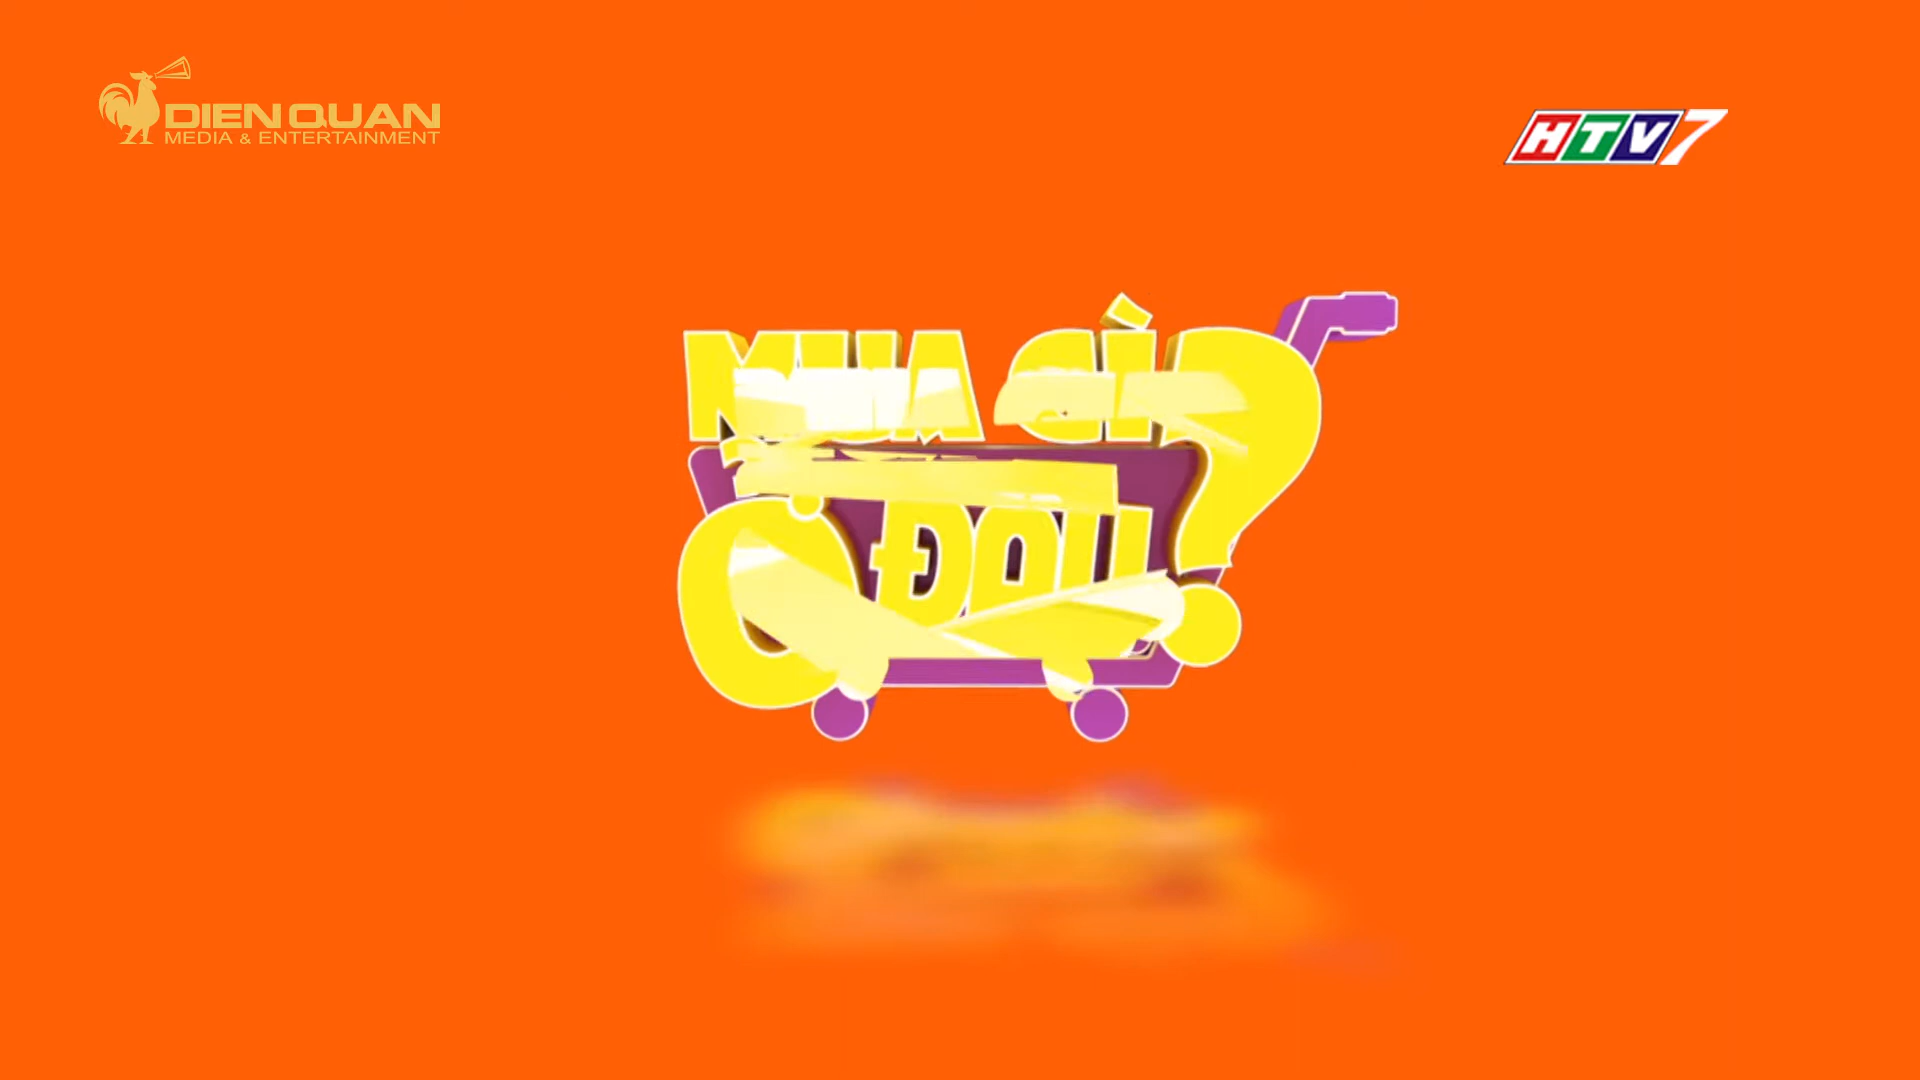 DIEN QUAN
MEDIA & ENTERTAINMENT
HTV7
MUA GÌ
Ở ĐÂU?